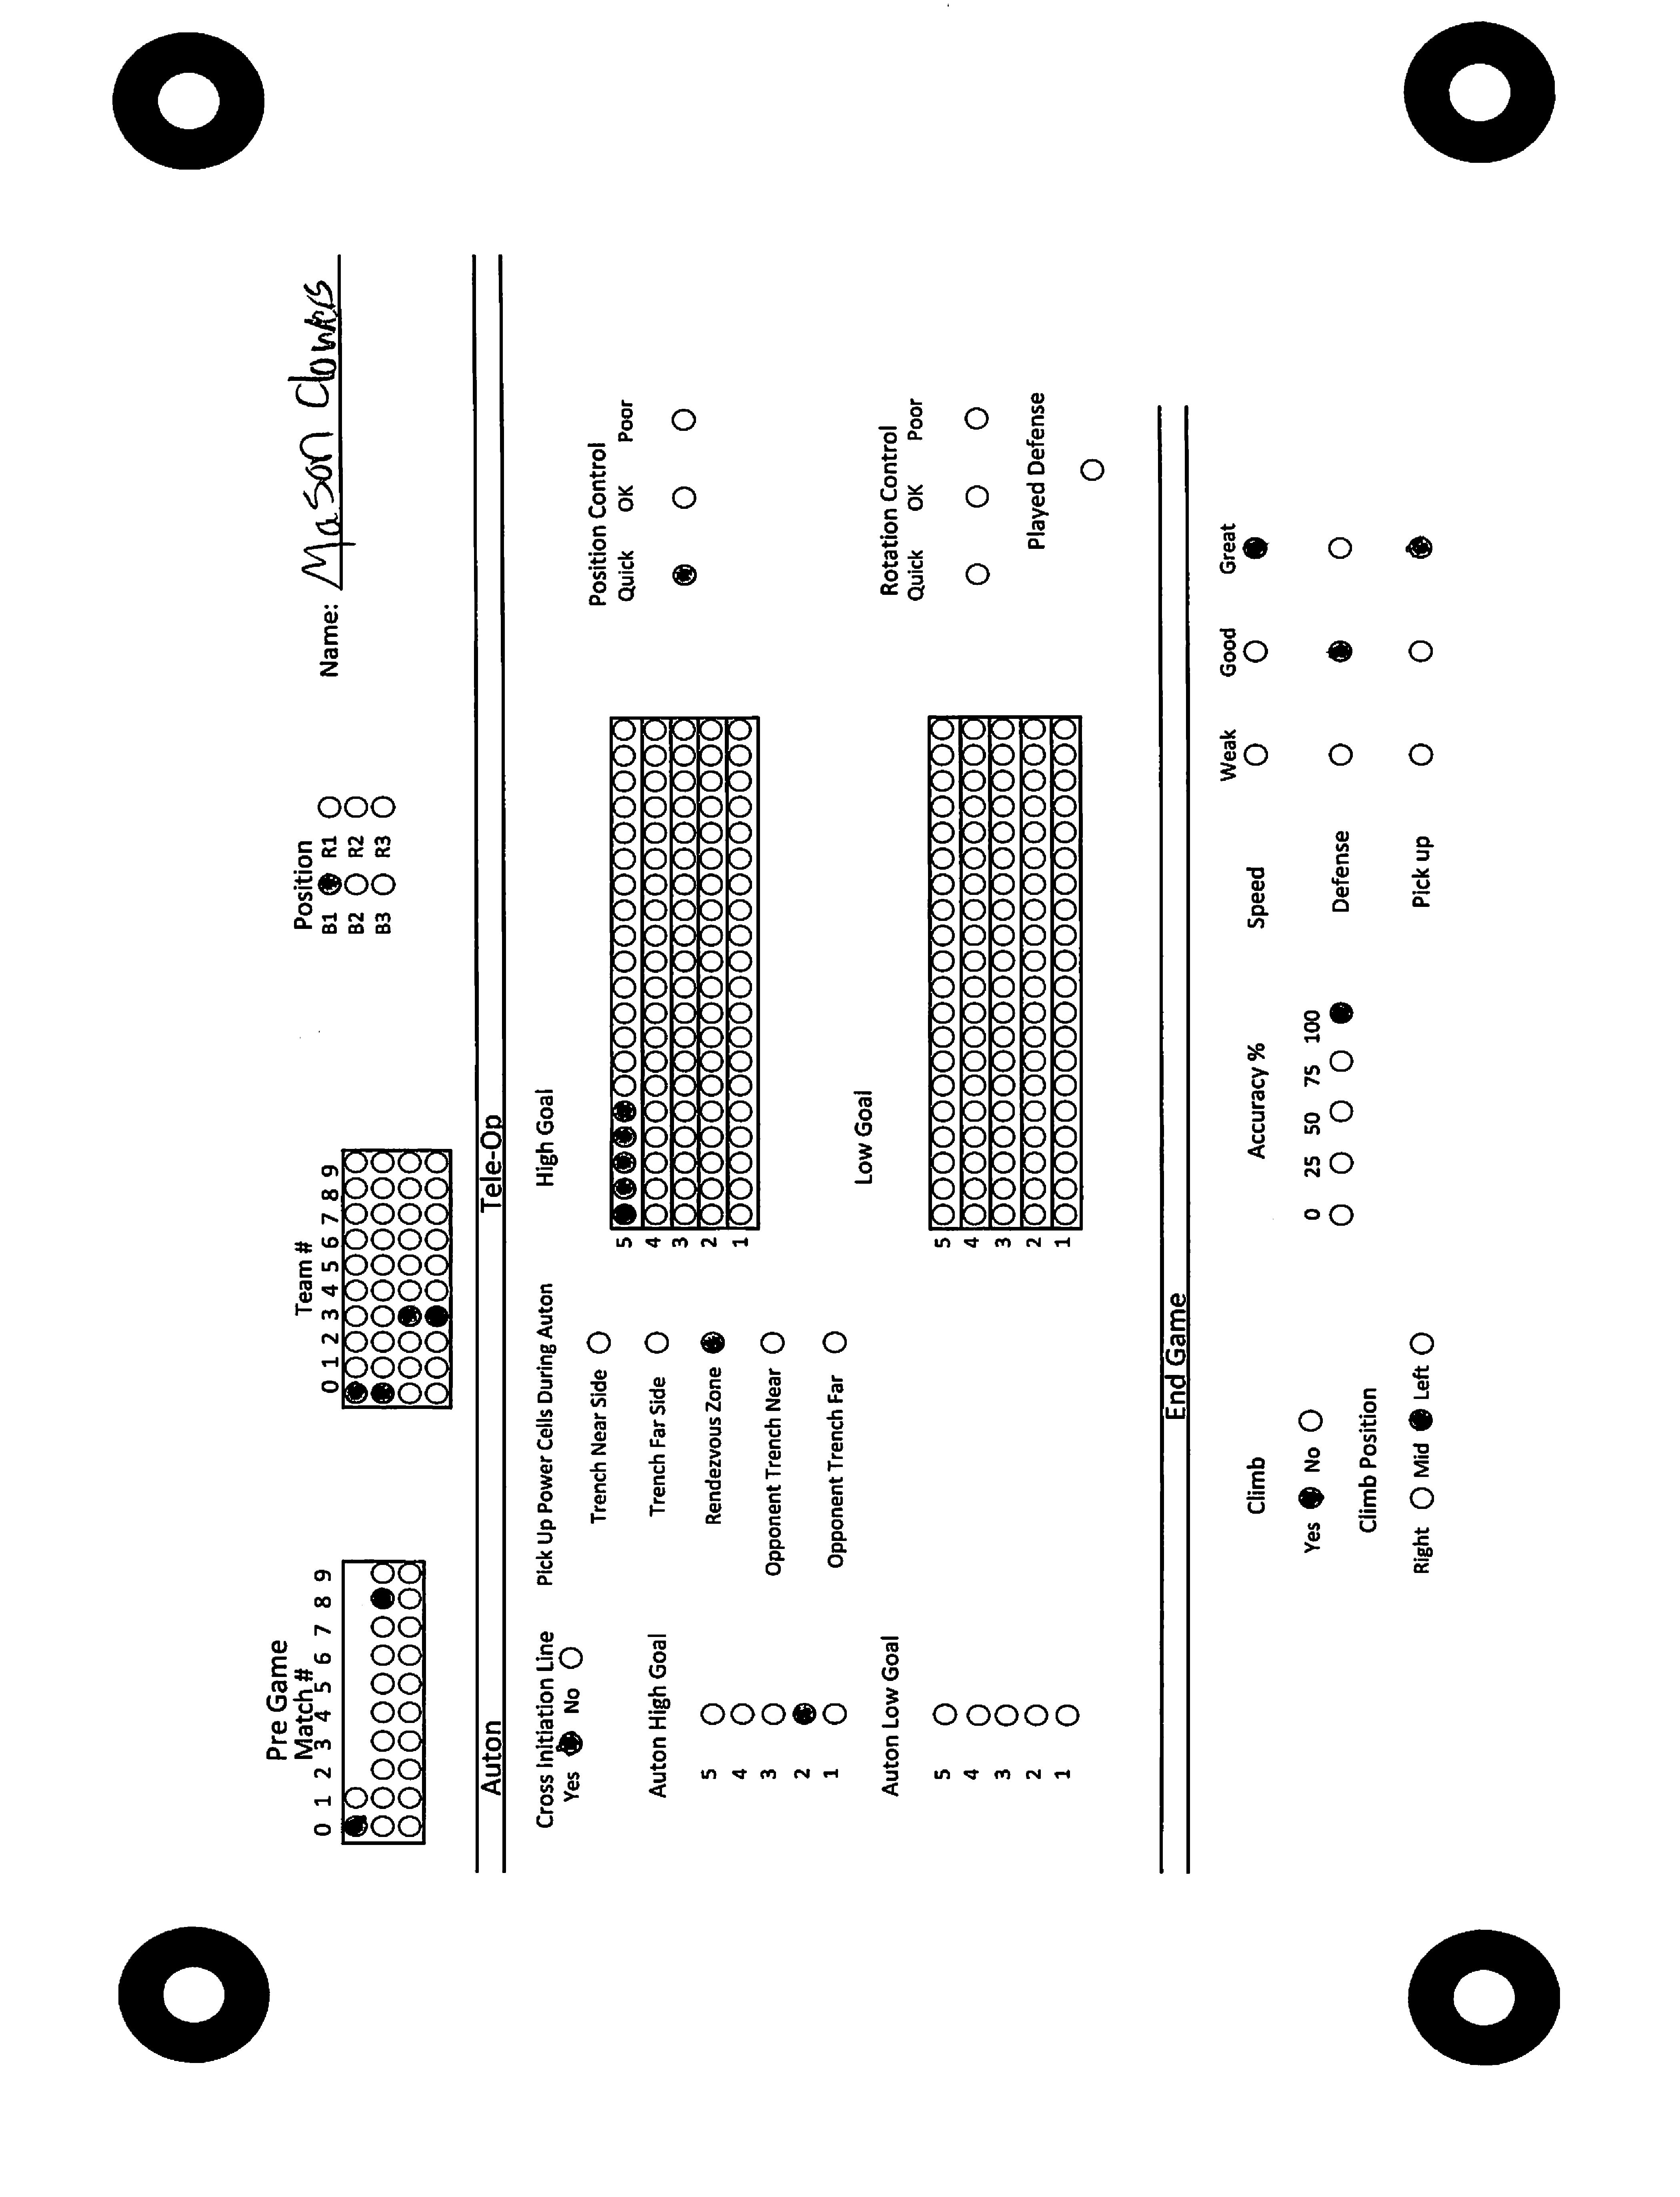 Pre Game
Match #
0 1 2 3 4 5 6 7 8 9
Team #
0 1 2 3 4 5 6 7 8 9
Position
B1 R1
B2 R2
B3 R3
Name: Mason Clowers
Auton
Tele-Op
Cross Initiation Line
Yes No
Auton High Goal
5
4
3
2
1
Auton Low Goal
5
4
3
2
1
Pick Up Power Cells During Auton
Trench Near Side
Trench Far Side
Rendezvous Zone
Opponent Trench Near
Opponent Trench Far
High Goal
5
4
3
2
1
Low Goal
5
4
3
2
1
Position Control
Quick OK Poor
Rotation Control
Quick OK Poor
Played Defense
End Game
Climb
Yes No
Climb Position
Right Mid Left
Accuracy %
0 25 50 75 100
Weak Good Great
Speed
Defense
Pick up